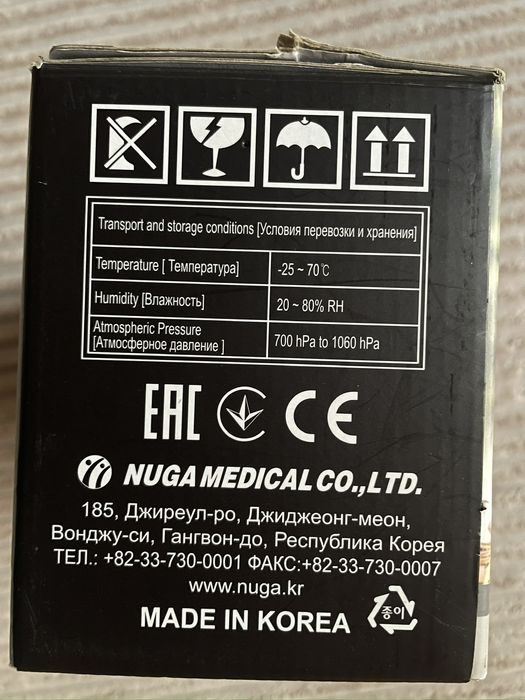 Transport and storage conditions [Условия перевозки и хранения]
Temperature [ Температура] -25 ~ 70℃
Humidity [Влажность] 20 ~ 80% RH
Atmospheric Pressure
[Атмосферное давление ] 700 hPa to 1060 hPa
EAC CE
NUGA MEDICAL CO.,LTD.
185, Джиреул-ро, Джиджеонг-меон,
Вонджу-си, Гангвон-до, Республика Корея
ТЕЛ.: +82-33-730-0001 ФАКС:+82-33-730-0007
www.nuga.kr
MADE IN KOREA
종이